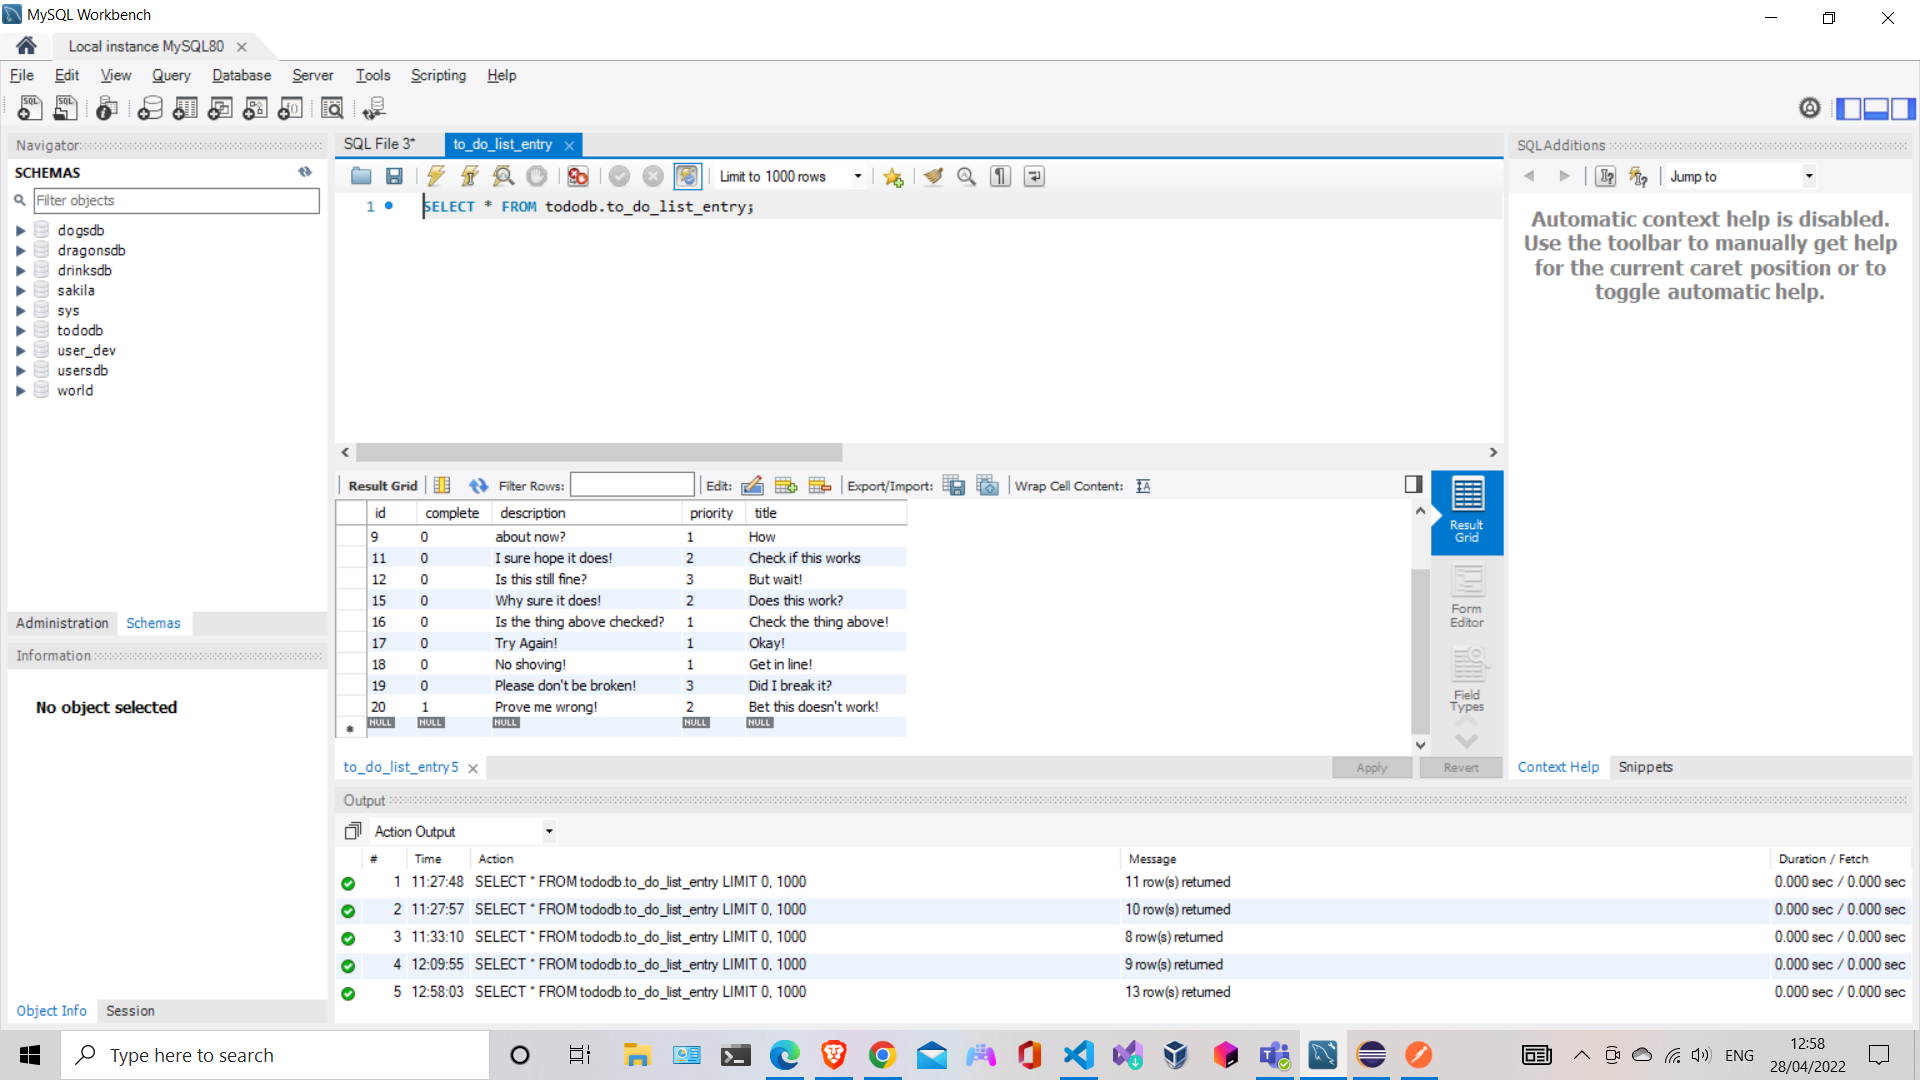 MySQL Workbench
Local instance MySQL80
File Edit View Query Database Server Tools Scripting Help
Navigator
SCHEMAS
Filter objects
dogsdb
dragonsdb
drinksdb
sakila
sys
tododb
user_dev
usersdb
world
Administration Schemas
Information
No object selected
Object Info Session
SQL File 3* to_do_list_entry
Limit to 1000 rows
1 SELECT * FROM tododb.to_do_list_entry;
Result Grid Filter Rows: Edit: Export/Import: Wrap Cell Content:
id complete description priority title
9 0 about now? 1 How
11 0 I sure hope it does! 2 Check if this works
12 0 Is this still fine? 3 But wait!
15 0 Why sure it does! 2 Does this work?
16 0 Is the thing above checked? 1 Check the thing above!
17 0 Try Again! 1 Okay!
18 0 No shoving! 1 Get in line!
19 0 Please don't be broken! 3 Did I break it?
20 1 Prove me wrong! 2 Bet this doesn't work!
NULL NULL NULL NULL NULL
Result
Grid
Form
Editor
Field
Types
to_do_list_entry 5
Apply Revert
SQLAdditions
Jump to
Automatic context help is disabled.
Use the toolbar to manually get help
for the current caret position or to
toggle automatic help.
Context Help Snippets
Output
Action Output
# Time Action Message Duration / Fetch
1 11:27:48 SELECT * FROM tododb.to_do_list_entry LIMIT 0, 1000 11 row(s) returned 0.000 sec / 0.000 sec
2 11:27:57 SELECT * FROM tododb.to_do_list_entry LIMIT 0, 1000 10 row(s) returned 0.000 sec / 0.000 sec
3 11:33:10 SELECT * FROM tododb.to_do_list_entry LIMIT 0, 1000 8 row(s) returned 0.000 sec / 0.000 sec
4 12:09:55 SELECT * FROM tododb.to_do_list_entry LIMIT 0, 1000 9 row(s) returned 0.000 sec / 0.000 sec
5 12:58:03 SELECT * FROM tododb.to_do_list_entry LIMIT 0, 1000 13 row(s) returned 0.000 sec / 0.000 sec
Type here to search
ENG
12:58
28/04/2022